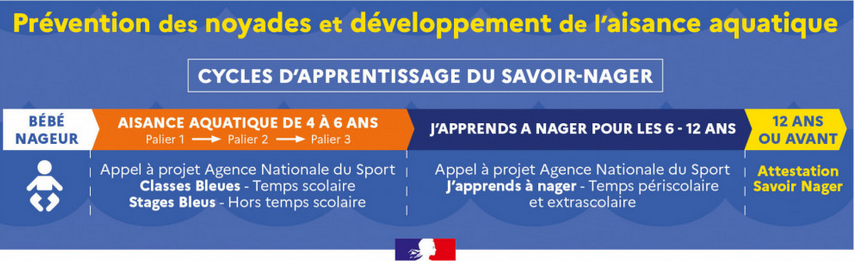 Prévention des noyades et développement de l'aisance aquatique
CYCLES D'APPRENTISSAGE DU SAVOIR-NAGER
BÉBÉ
NAGEUR
AISANCE AQUATIQUE DE 4 À 6 ANS
Palier 1 → Palier 2 → Palier 3
Appel à projet Agence Nationale du Sport
Classes Bleues - Temps scolaire
Stages Bleus - Hors temps scolaire
J'APPRENDS A NAGER POUR LES 6 - 12 ANS
Appel à projet Agence Nationale du Sport
J'apprends à nager - Temps périscolaire
et extrascolaire
12 ANS
OU AVANT
Attestation
Savoir Nager